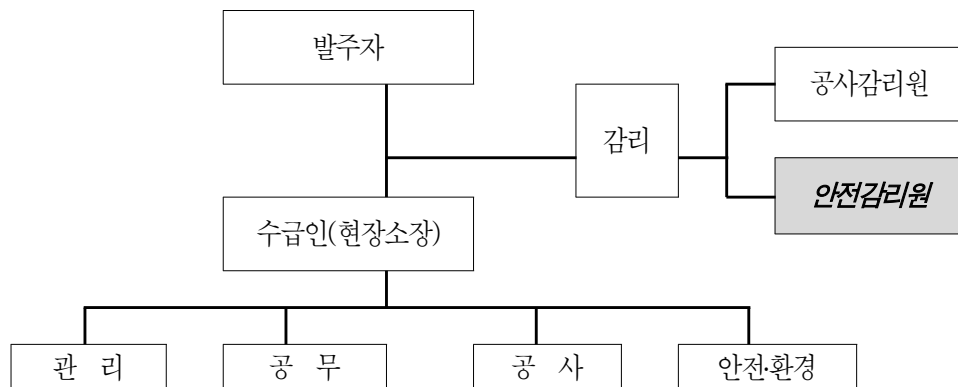 발주자
공사감리원
감리
안전감리원
수급인(현장소장)
관 리
공 무
공 사
안전·환경